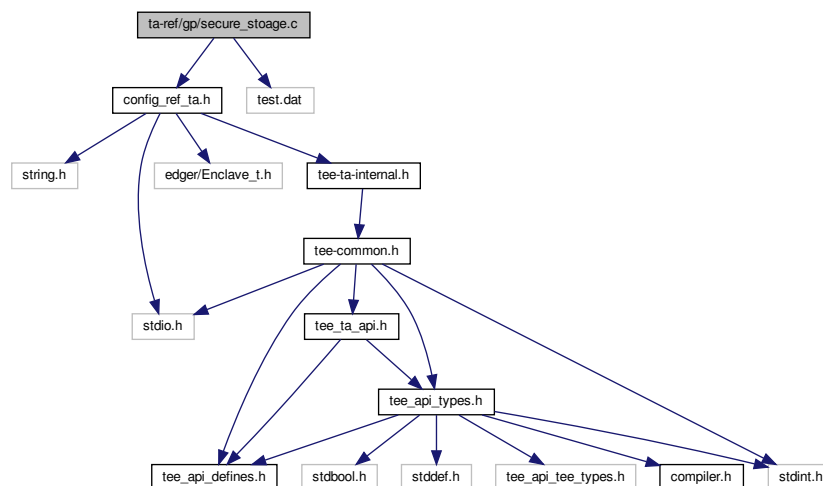 ta-ref/gp/secure_stoage.c
config_ref_ta.h
test.dat
string.h
edger/Enclave_t.h
tee-ta-internal.h
tee-common.h
stdio.h
tee_ta_api.h
tee_api_types.h
tee_api_defines.h
stdbool.h
stddef.h
tee_api_tee_types.h
compiler.h
stdint.h